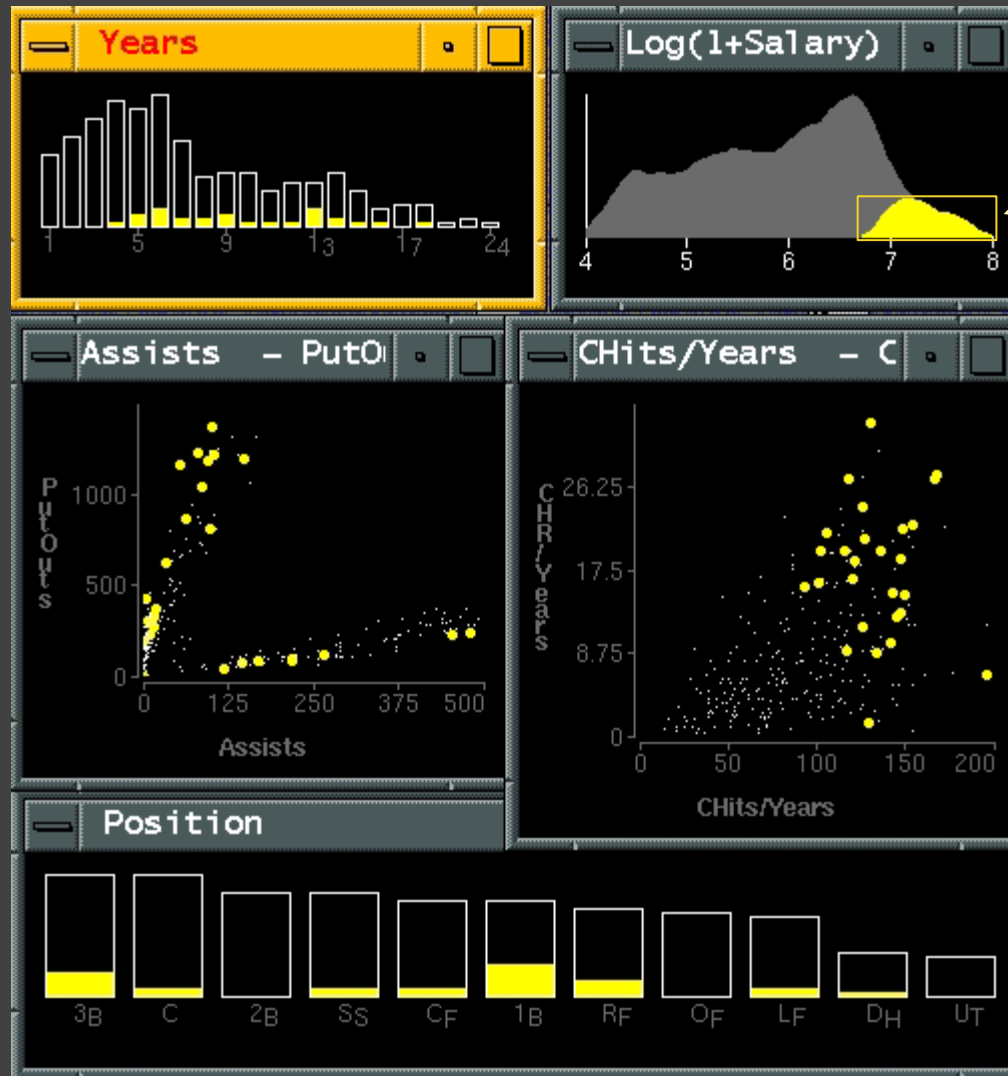 Years
1 5 9 13 17 24
Log(1+Salary)
4 5 6 7 8
Assists - PutO
PutOuts
1000
500
0
0 125 250 375 500
Assists
CHits/Years - C
CHR/Years
26.25
17.5
8.75
0
0 50 100 150 200
CHits/Years
Position
3B C 2B SS CF 1B RF OF LF DH UT